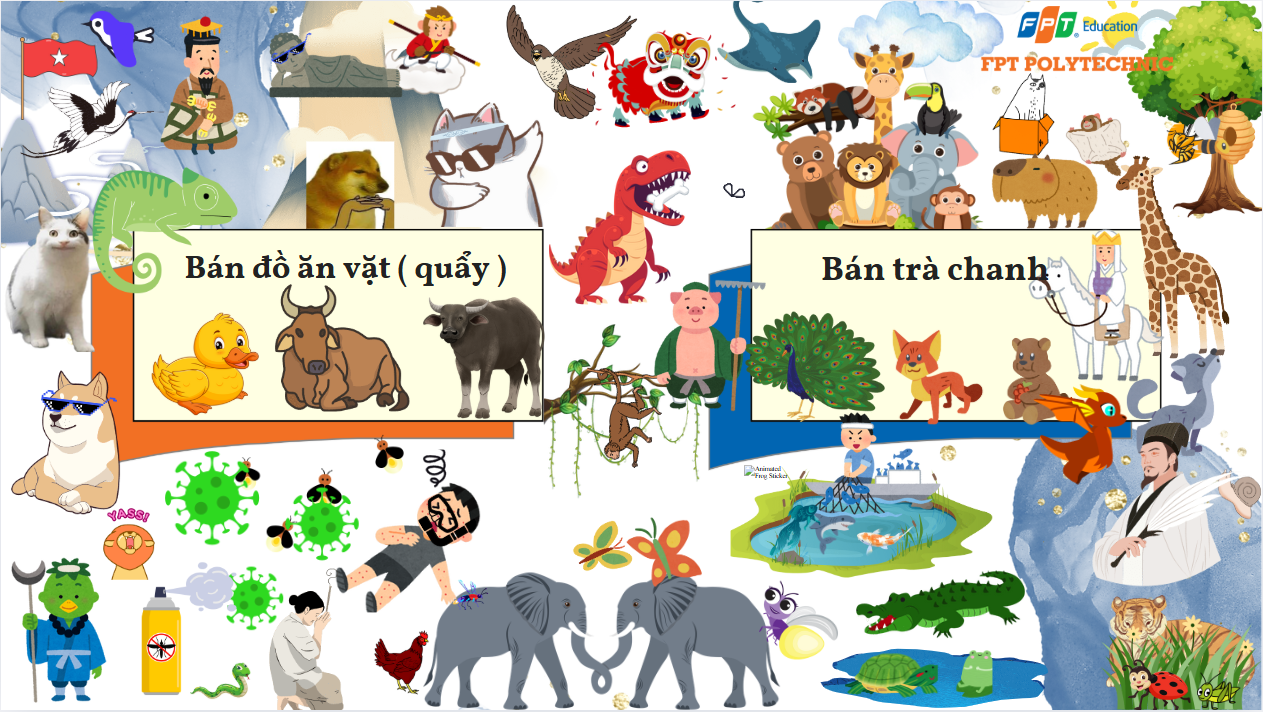 FPT Education
FPT POLYTECHNIC
Bán đồ ăn vặt ( quẩy )
Bán trà chanh
Animated
Frog Sticker
YASS!